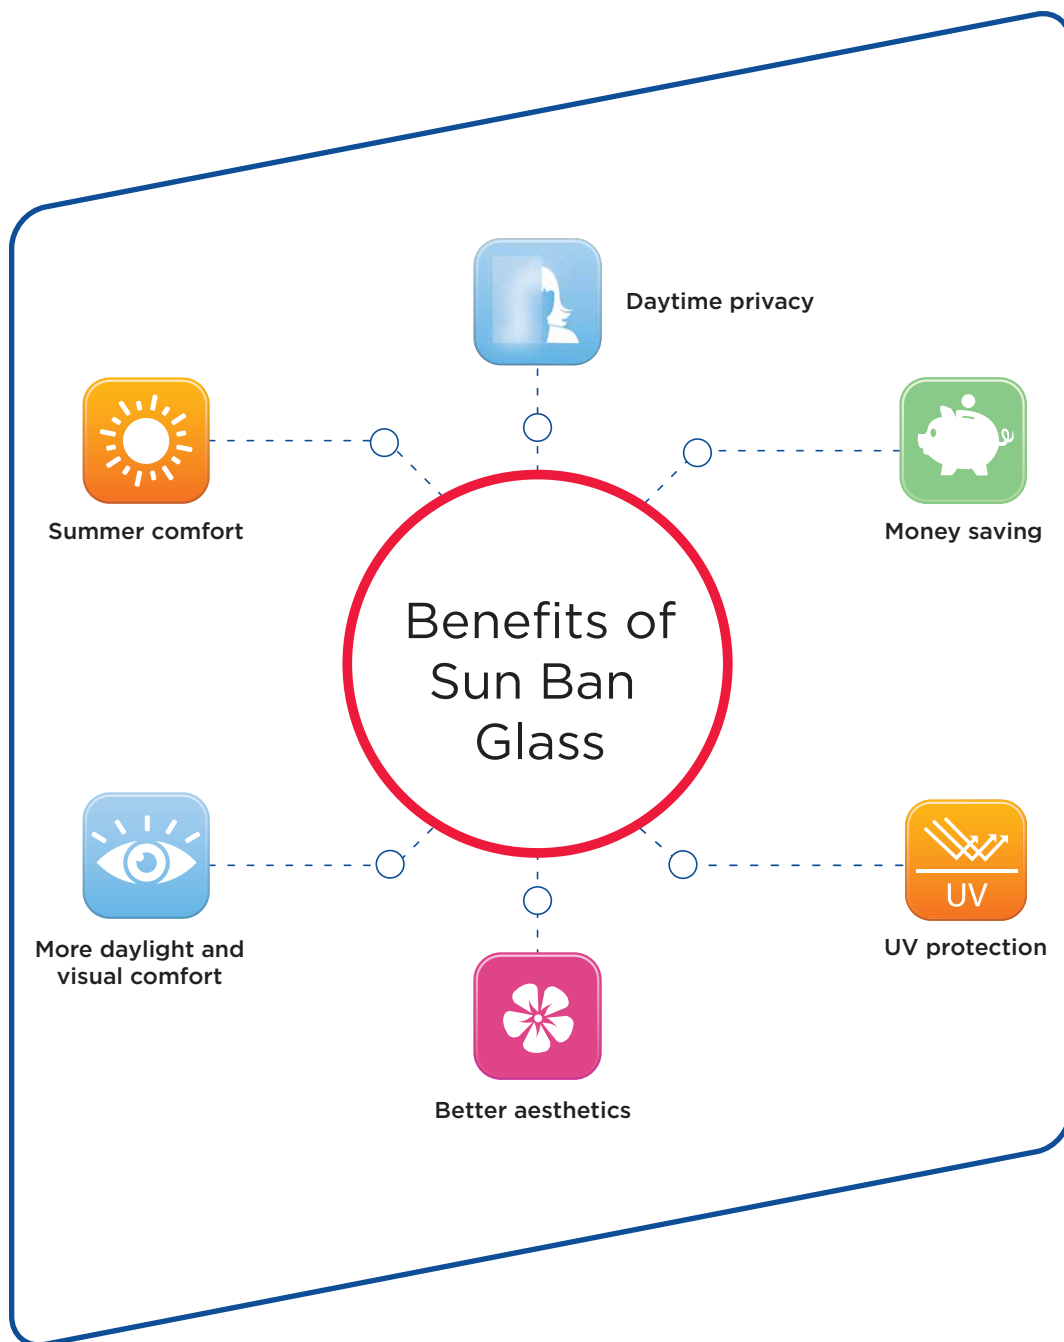 Daytime privacy
Summer comfort
Money saving
Benefits of
Sun Ban
Glass
More daylight and
visual comfort
UV
UV protection
Better aesthetics